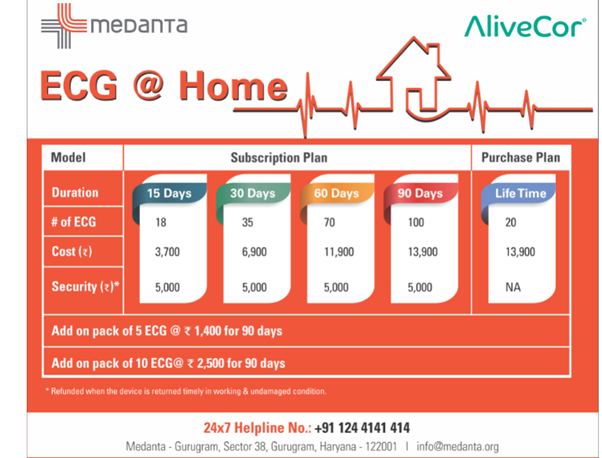 medanta
AliveCor®
ECG @ Home
Model Subscription Plan Purchase Plan
Duration 15 Days 30 Days 60 Days 90 Days Life Time
# of ECG 18 35 70 100 20
Cost (₹) 3,700 6,900 11,900 13,900 13,900
Security (₹)* 5,000 5,000 5,000 5,000 NA
Add on pack of 5 ECG @ ₹ 1,400 for 90 days
Add on pack of 10 ECG@ ₹ 2,500 for 90 days
* Refunded when the device is returned timely in working & undamaged condition.
24x7 Helpline No.: +91 124 4141 414
Medanta - Gurugram, Sector 38, Gurugram, Haryana - 122001 I info@medanta.org